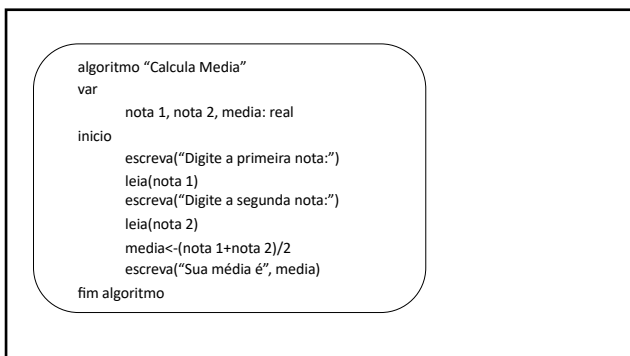 algoritmo “Calcula Media”
var
nota 1, nota 2, media: real
inicio
escreva(“Digite a primeira nota:”)
leia(nota 1)
escreva(“Digite a segunda nota:”)
leia(nota 2)
media<-(nota 1+nota 2)/2
escreva(“Sua média é”, media)
fim algoritmo